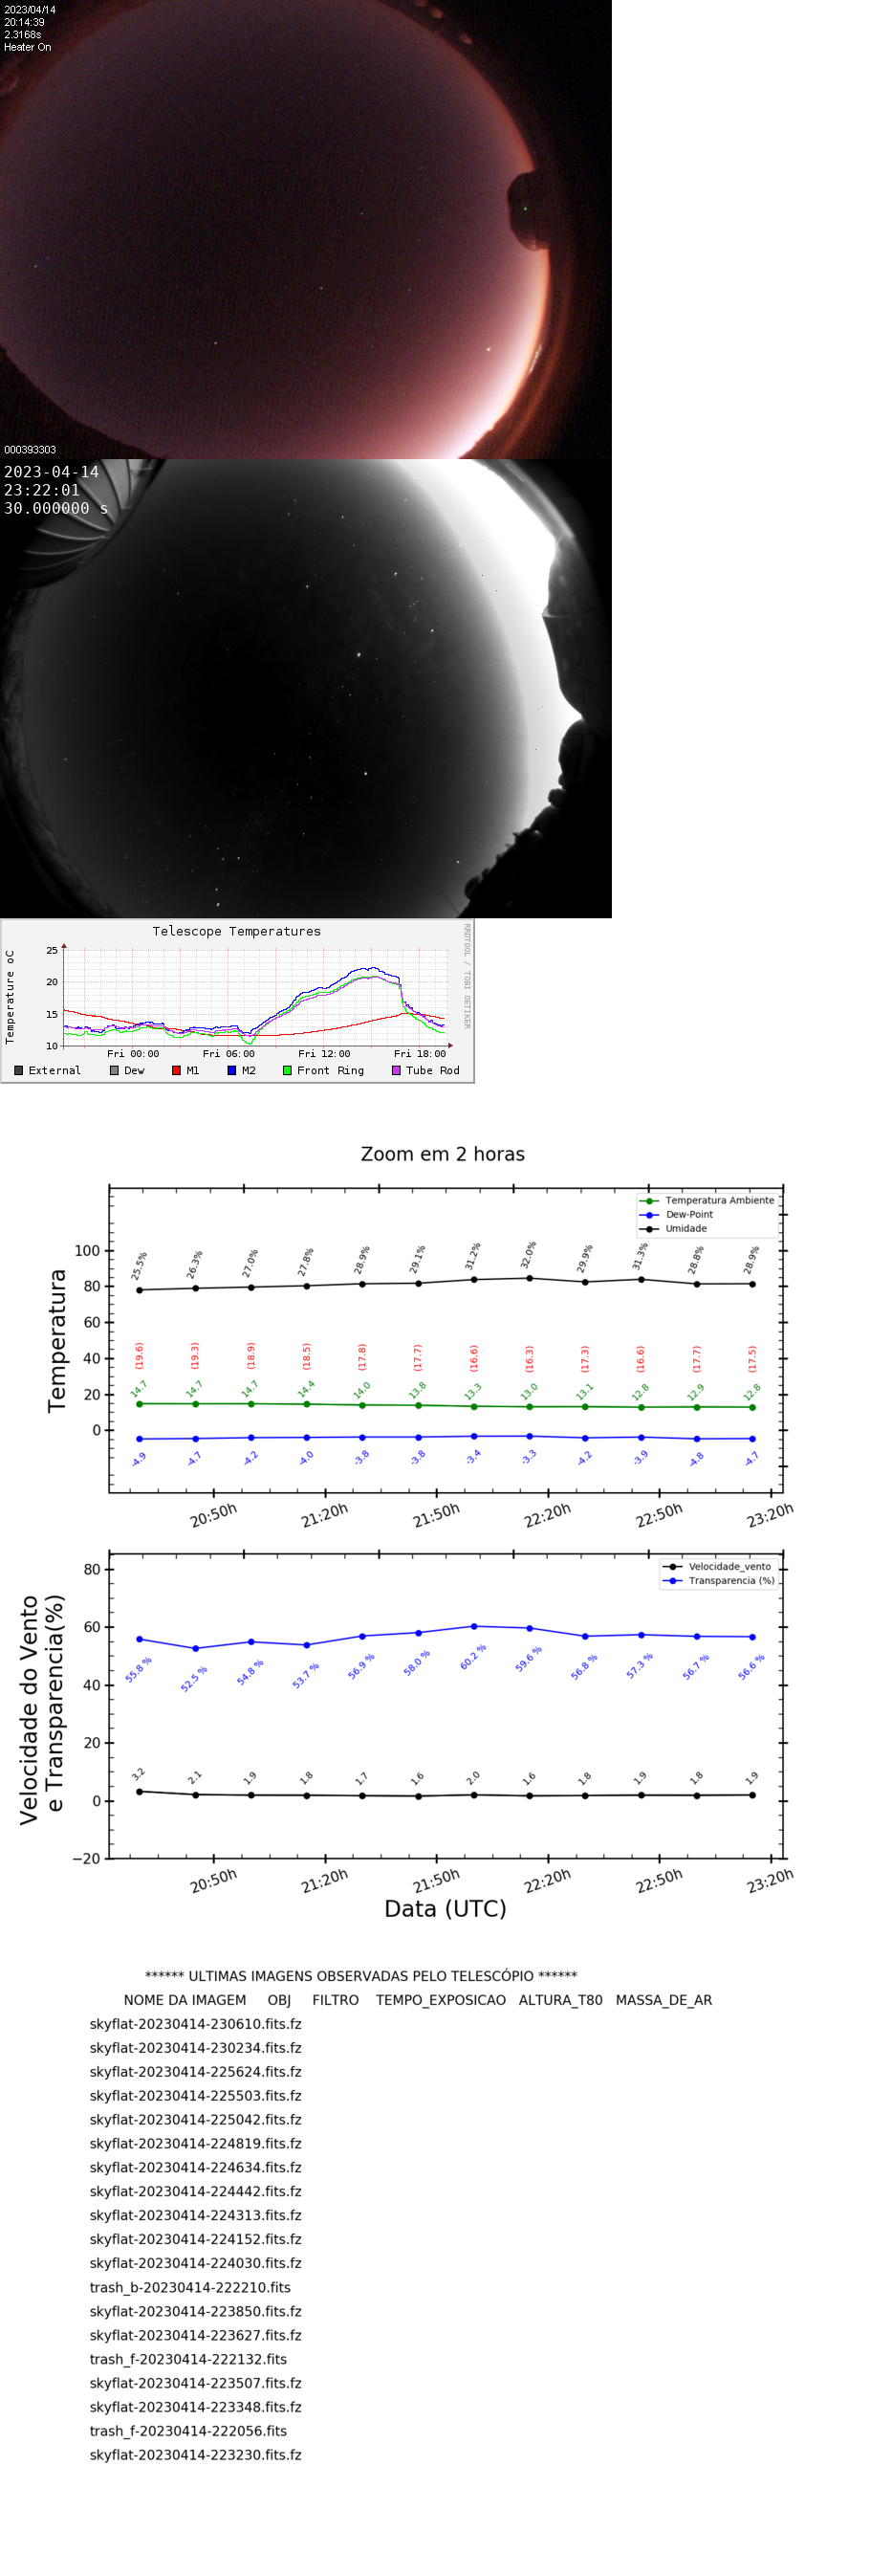 2023/04/14
20:14:39
2.3168s
Heater On
000393303
2023-04-14
23:22:01
30.000000 s
Telescope Temperatures
RRDTOOL / TOBI OETIKER
Temperature oC
25
20
15
10
Fri 00:00 Fri 06:00 Fri 12:00 Fri 18:00
External Dew M1 M2 Front Ring Tube Rod
Zoom em 2 horas
Temperatura Ambiente
Dew-Point
Umidade
Temperatura
100
80
60
40
20
0
25.5% 26.3% 27.0% 27.8% 28.9% 29.1% 31.2% 32.0% 29.9% 31.3% 28.8% 28.9%
(19.6) (19.3) (18.9) (18.5) (17.8) (17.7) (16.6) (16.3) (17.3) (16.6) (17.7) (17.5)
14.7 14.7 14.7 14.4 14.0 13.8 13.3 13.0 13.1 12.8 12.9 12.8
-4.9 -4.7 -4.2 -4.0 -3.8 -3.8 -3.4 -3.3 -4.2 -3.9 -4.8 -4.7
20:50h 21:20h 21:50h 22:20h 22:50h 23:20h
Velocidade_vento
Transparencia (%)
Velocidade do Vento
e Transparencia(%)
80
60
40
20
0
−20
55.8 % 52.5 % 54.8 % 53.7 % 56.9 % 58.0 % 60.2 % 59.6 % 56.8 % 57.3 % 56.7 % 56.6 %
3.2 2.1 1.9 1.8 1.7 1.6 2.0 1.6 1.8 1.9 1.8 1.9
20:50h 21:20h 21:50h 22:20h 22:50h 23:20h
Data (UTC)
****** ULTIMAS IMAGENS OBSERVADAS PELO TELESCÓPIO ******
NOME DA IMAGEM OBJ FILTRO TEMPO_EXPOSICAO ALTURA_T80 MASSA_DE_AR
skyflat-20230414-230610.fits.fz
skyflat-20230414-230234.fits.fz
skyflat-20230414-225624.fits.fz
skyflat-20230414-225503.fits.fz
skyflat-20230414-225042.fits.fz
skyflat-20230414-224819.fits.fz
skyflat-20230414-224634.fits.fz
skyflat-20230414-224442.fits.fz
skyflat-20230414-224313.fits.fz
skyflat-20230414-224152.fits.fz
skyflat-20230414-224030.fits.fz
trash_b-20230414-222210.fits
skyflat-20230414-223850.fits.fz
skyflat-20230414-223627.fits.fz
trash_f-20230414-222132.fits
skyflat-20230414-223507.fits.fz
skyflat-20230414-223348.fits.fz
trash_f-20230414-222056.fits
skyflat-20230414-223230.fits.fz